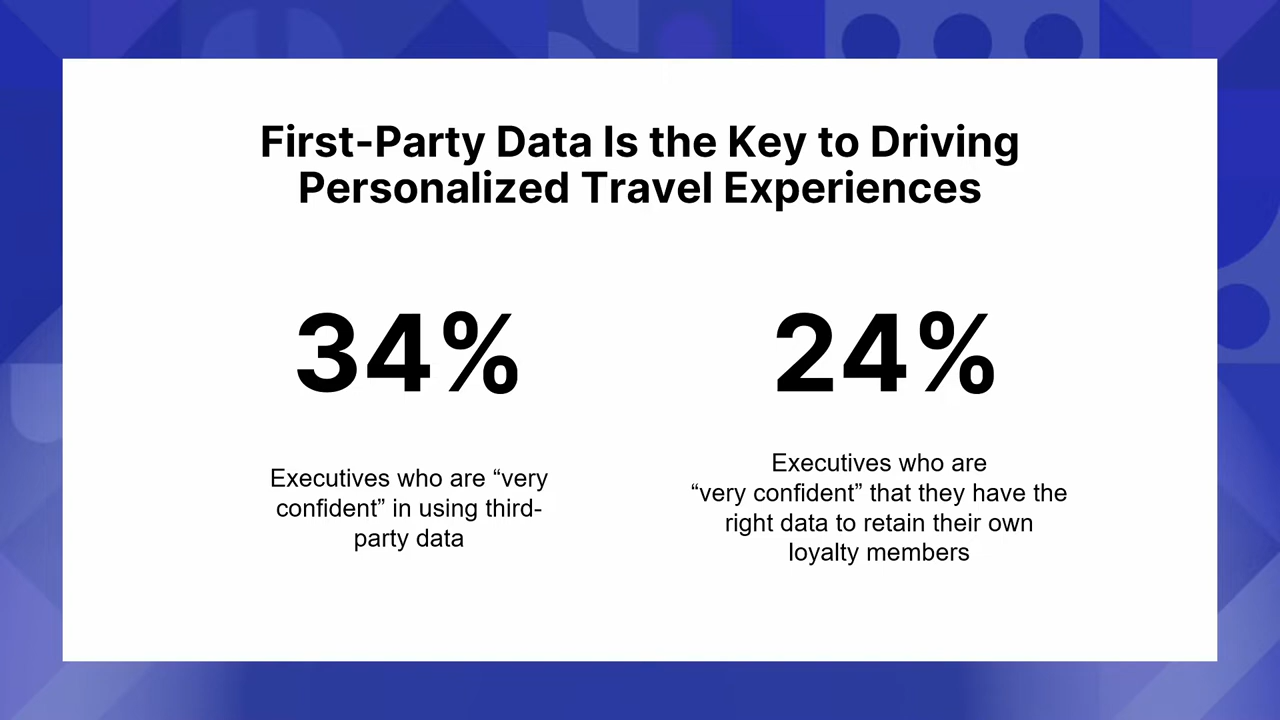 First-Party Data Is the Key to Driving
Personalized Travel Experiences
34%
Executives who are “very
confident” in using third-
party data
24%
Executives who are
“very confident” that they have the
right data to retain their own
loyalty members